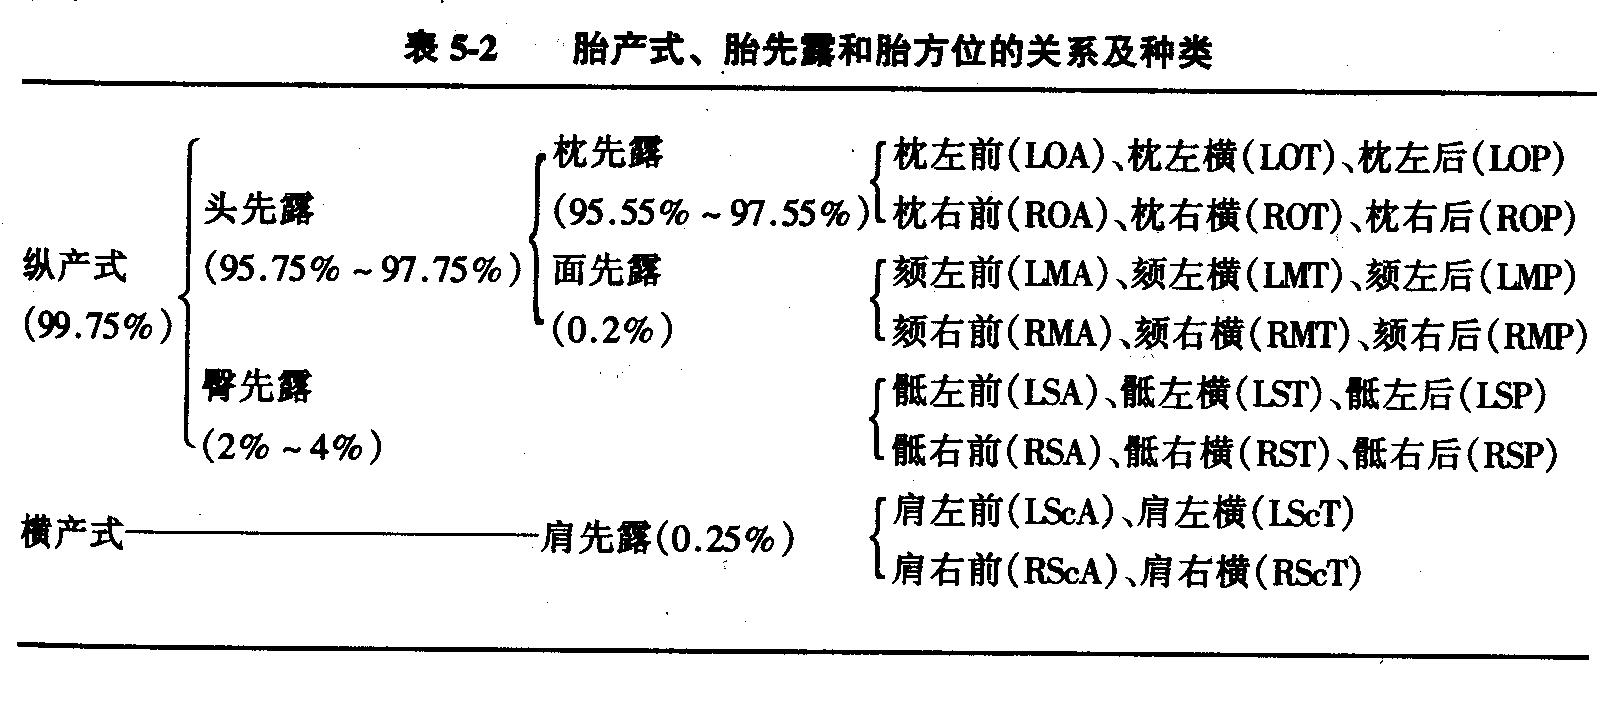 表 5-2 胎产式、胎先露和胎方位的关系及种类
纵产式
(99.75%)
头先露
(95.75%~97.75%)
枕先露
(95.55%~97.55%)
枕左前(LOA)、枕左横(LOT)、枕左后(LOP)
枕右前(ROA)、枕右横(ROT)、枕右后(ROP)
面先露
(0.2%)
颏左前(LMA)、颏左横(LMT)、颏左后(LMP)
颏右前(RMA)、颏右横(RMT)、颏右后(RMP)
臀先露
(2%~4%)
骶左前(LSA)、骶左横(LST)、骶左后(LSP)
骶右前(RSA)、骶右横(RST)、骶右后(RSP)
横产式
肩先露(0.25%)
肩左前(LScA)、肩左横(LScT)
肩右前(RScA)、肩右横(RScT)